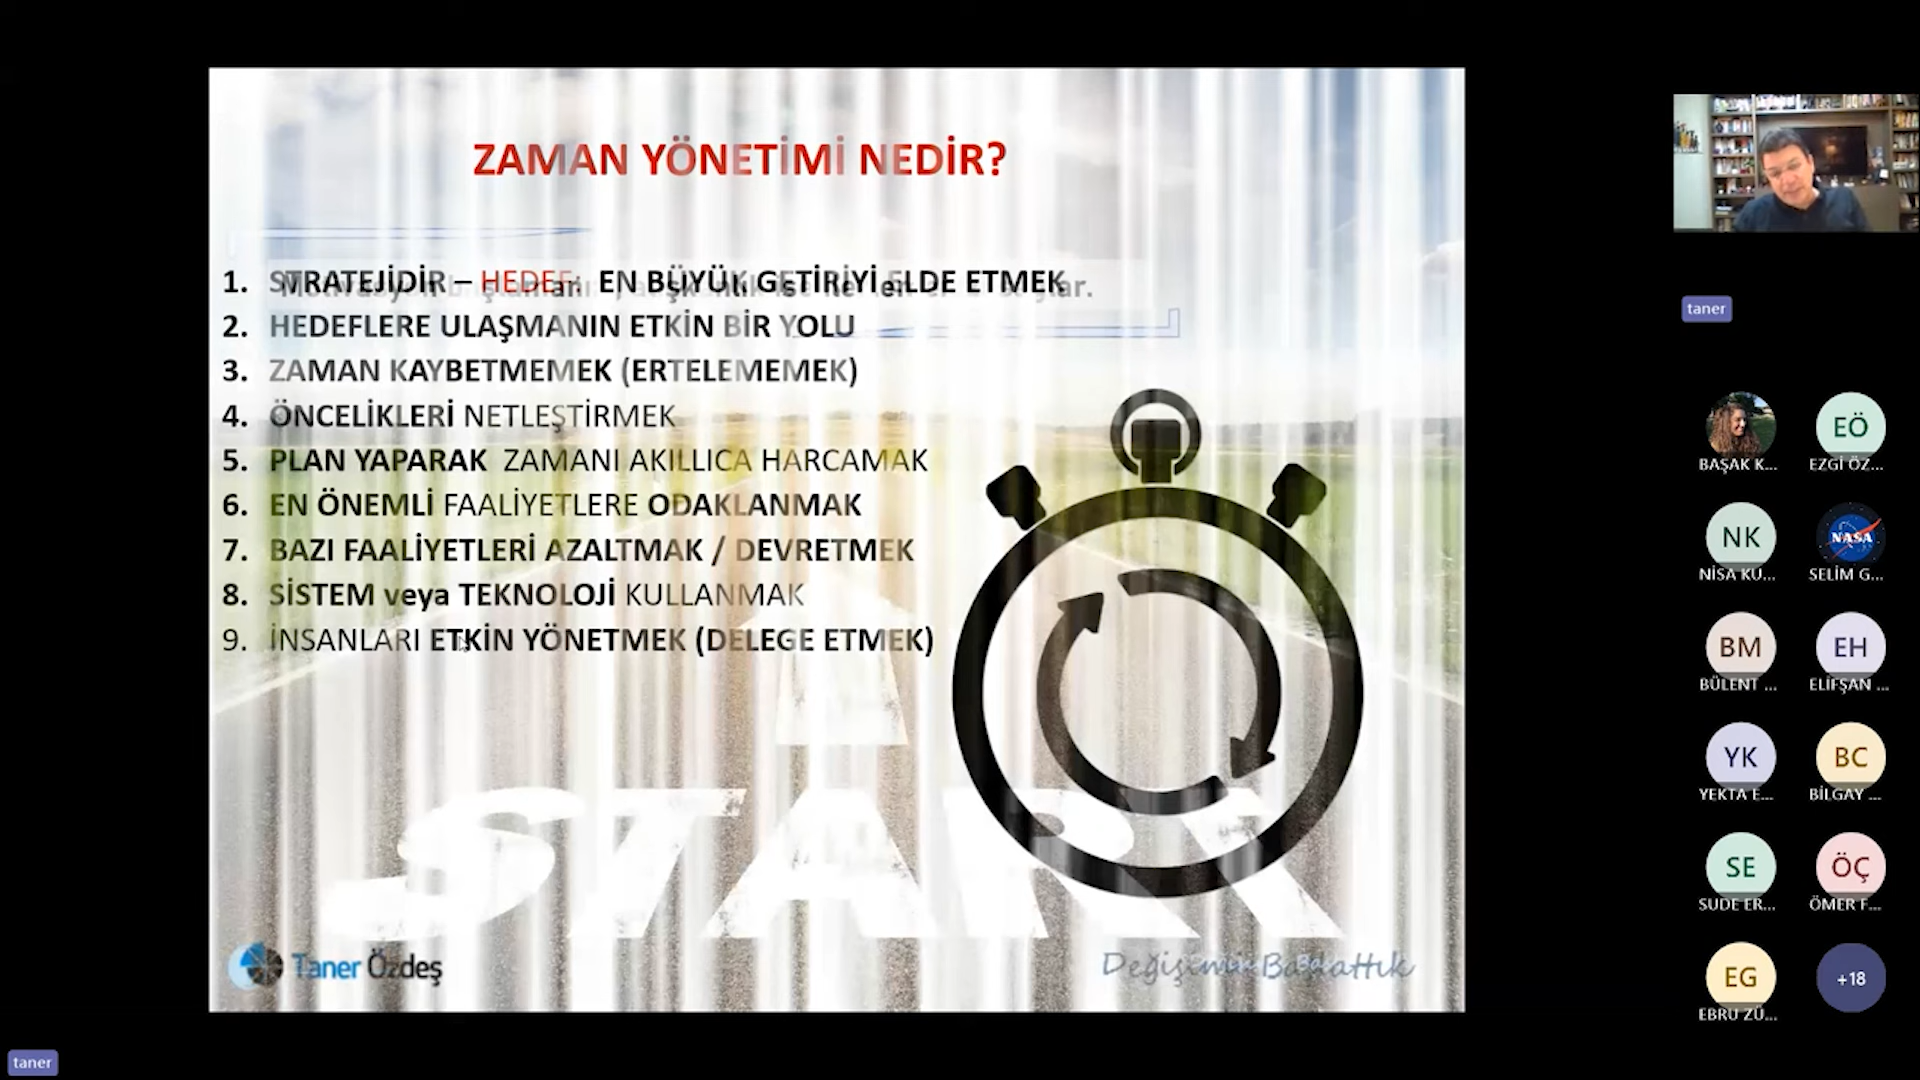 ZAMAN YÖNETİMİ NEDİR?
1. STRATEJİDİR – HEDEF: EN BÜYÜK GETİRİYİ ELDE ETMEK
2. HEDEFLERE ULAŞMANIN ETKİN BİR YOLU
3. ZAMAN KAYBETMEMEK (ERTELEMEMEK)
4. ÖNCELİKLERİ NETLEŞTİRMEK
5. PLAN YAPARAK ZAMANI AKILLICA HARCAMAK
6. EN ÖNEMLİ FAALİYETLERE ODAKLANMAK
7. BAZI FAALİYETLERİ AZALTMAK / DEVRETMEK
8. SİSTEM veya TEKNOLOJİ KULLANMAK
9. İNSANLARI ETKİN YÖNETMEK (DELEGE ETMEK)
START
Taner Özdeş
taner
taner
EÖ
BAŞAK K... EZGİ ÖZ...
NK NASA
NİSA KU... SELİM G...
BM EH
BÜLENT ... ELİFŞAN ...
YK BC
YEKTA E... BİLGAY ...
SE ÖÇ
SUDE ER... ÖMER F...
EG +18
EBRU ZÜ...